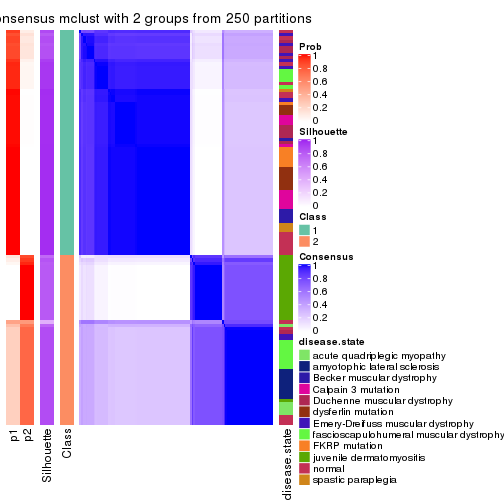 onsensus mclust with 2 groups from 250 partitions
Prob
1
0.8
0.6
0.4
0.2
0
Silhouette
1
0.8
0.6
0.4
0.2
0
Class
1
2
Consensus
1
0.8
0.6
0.4
0.2
0
disease.state
acute quadriplegic myopathy
amyotophic lateral sclerosis
Becker muscular dystrophy
Calpain 3 mutation
Duchenne muscular dystrophy
dysferlin mutation
Emery-Dreifuss muscular dystrophy
fascioscapulohumeral muscular dystrophy
FKRP mutation
juvenile dermatomyositis
normal
spastic paraplegia
p1
p2
Silhouette
Class
disease.state